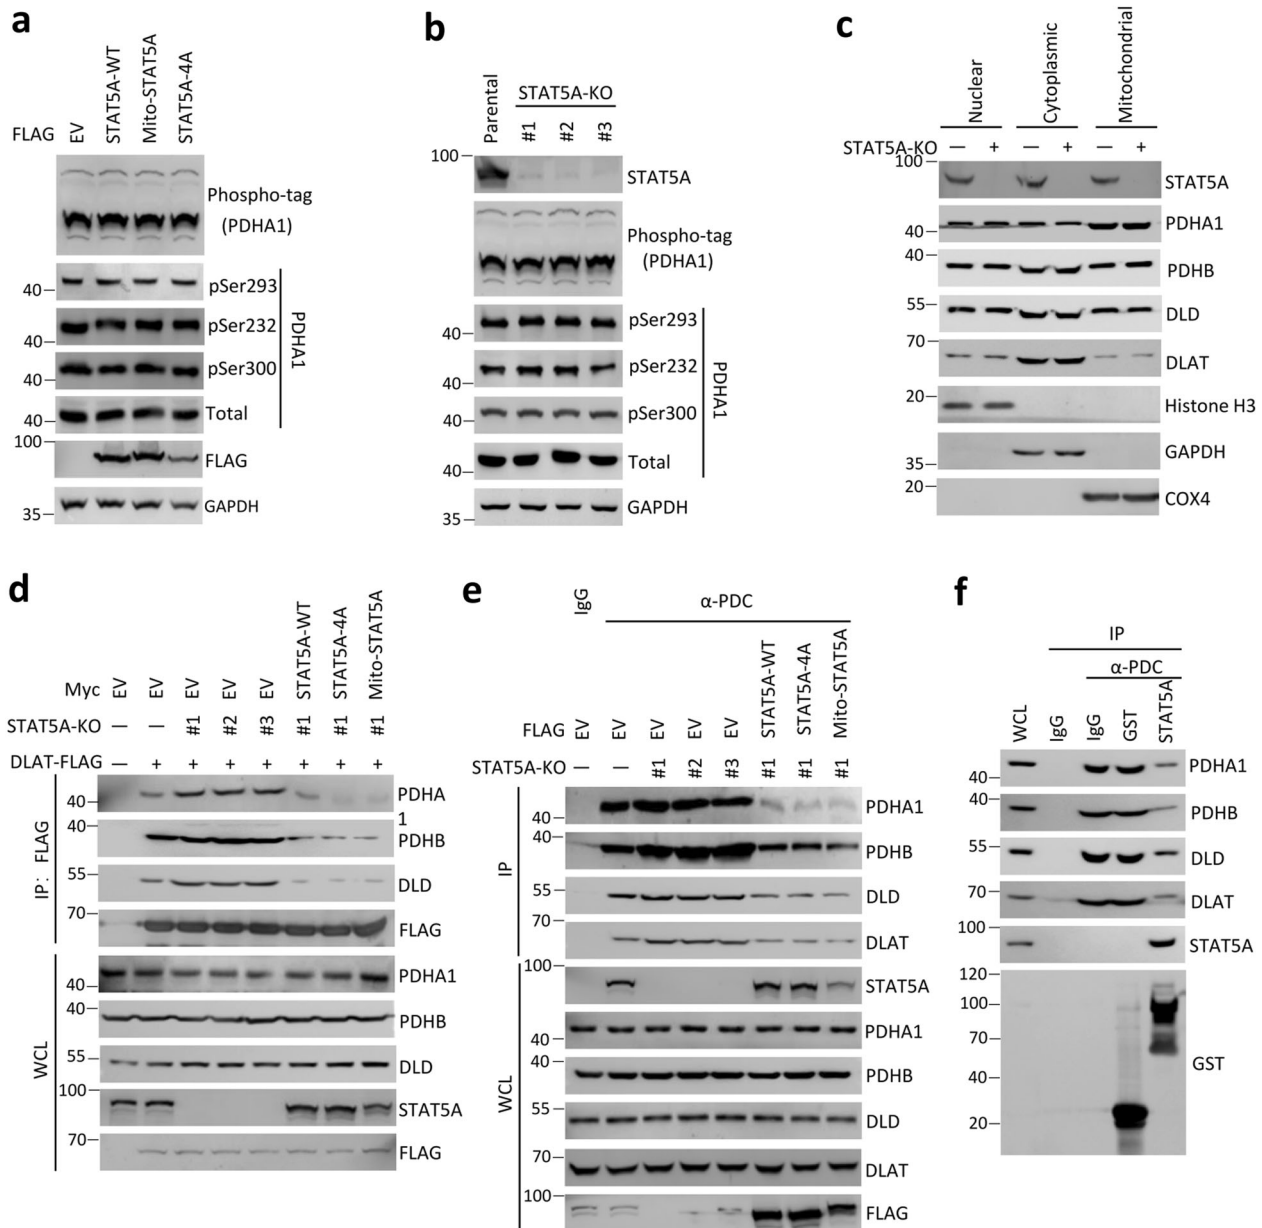 a
FLAG
EV
STAT5A-WT
Mito-STAT5A
STAT5A-4A
Phospho-tag
(PDHA1)
40 pSer293
40 pSer232
40 pSer300
40 Total
PDHA1
100 FLAG
35 GAPDH
b
Parental
STAT5A-KO
#1 #2 #3
100 STAT5A
Phospho-tag
(PDHA1)
40 pSer293
40 pSer232
pSer300
40 Total
PDHA1
35 GAPDH
c
Nuclear
Cytoplasmic
Mitochondrial
STAT5A-KO — + — + — +
100 STAT5A
40 PDHA1
40 PDHB
55 DLD
70 DLAT
20 Histone H3
35 GAPDH
20 COX4
d
Myc EV EV EV EV EV STAT5A-WT STAT5A-4A Mito-STAT5A
STAT5A-KO — — #1 #2 #3 #1 #1 #1
DLAT-FLAG — + + + + + + +
IP: FLAG
40 PDHA
1
40 PDHB
55 DLD
70 FLAG
WCL
40 PDHA1
40 PDHB
55 DLD
100 STAT5A
70 FLAG
e
IgG
α-PDC
FLAG EV EV EV EV EV STAT5A-WT STAT5A-4A Mito-STAT5A
STAT5A-KO — — #1 #2 #3 #1 #1 #1
IP
40 PDHA1
40 PDHB
55 DLD
70 DLAT
WCL
100 STAT5A
40 PDHA1
40 PDHB
55 DLD
70 DLAT
100 FLAG
f
IP
α-PDC
WCL IgG IgG GST STAT5A
40 PDHA1
40 PDHB
55 DLD
70 DLAT
100 STAT5A
120
100
70
40
20
GST